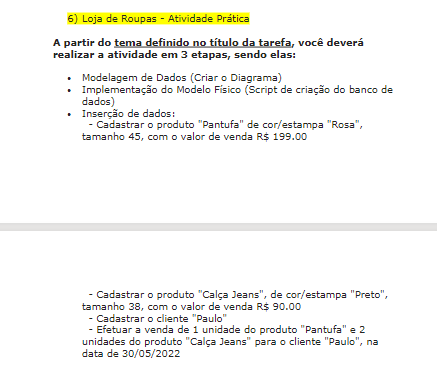 6) Loja de Roupas - Atividade Prática
A partir do tema definido no título da tarefa, você deverá
realizar a atividade em 3 etapas, sendo elas:
• Modelagem de Dados (Criar o Diagrama)
• Implementação do Modelo Físico (Script de criação do banco de
dados)
• Inserção de dados:
- Cadastrar o produto "Pantufa" de cor/estampa "Rosa",
tamanho 45, com o valor de venda R$ 199.00
- Cadastrar o produto "Calça Jeans", de cor/estampa "Preto",
tamanho 38, com o valor de venda R$ 90.00
- Cadastrar o cliente "Paulo"
- Efetuar a venda de 1 unidade do produto "Pantufa" e 2
unidades do produto "Calça Jeans" para o cliente "Paulo", na
data de 30/05/2022